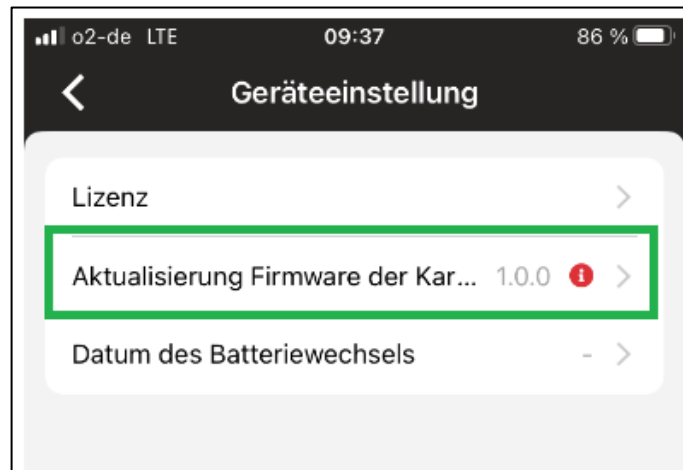 o2-de LTE 09:37 86 %
Geräteeinstellung
Lizenz
Aktualisierung Firmware der Kar... 1.0.0
Datum des Batteriewechsels -